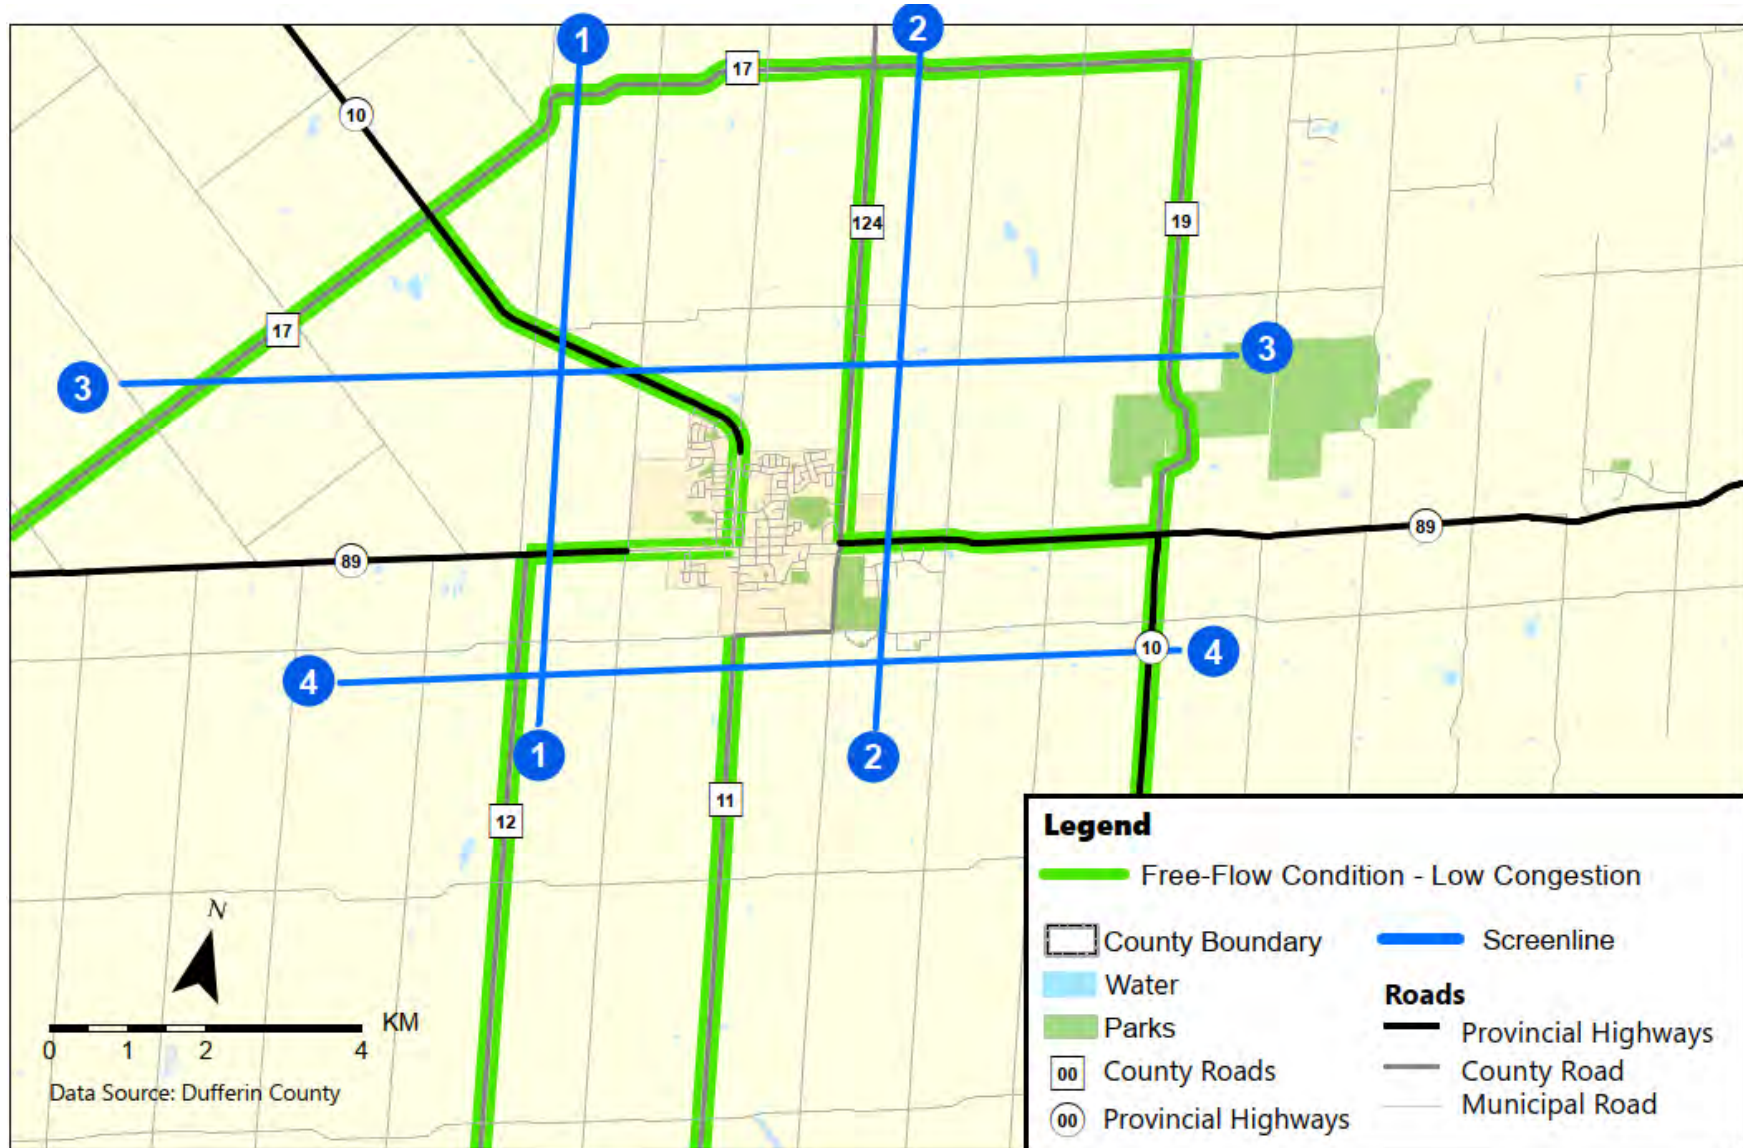 1
2
17
10
124
19
17
3
3
89
89
10
4
4
1
2
12
11
Legend
Free-Flow Condition - Low Congestion
County Boundary
Screenline
Water
Roads
Parks
Provincial Highways
00 County Roads
County Road
Municipal Road
00 Provincial Highways
N
KM
0 1 2 4
Data Source: Dufferin County